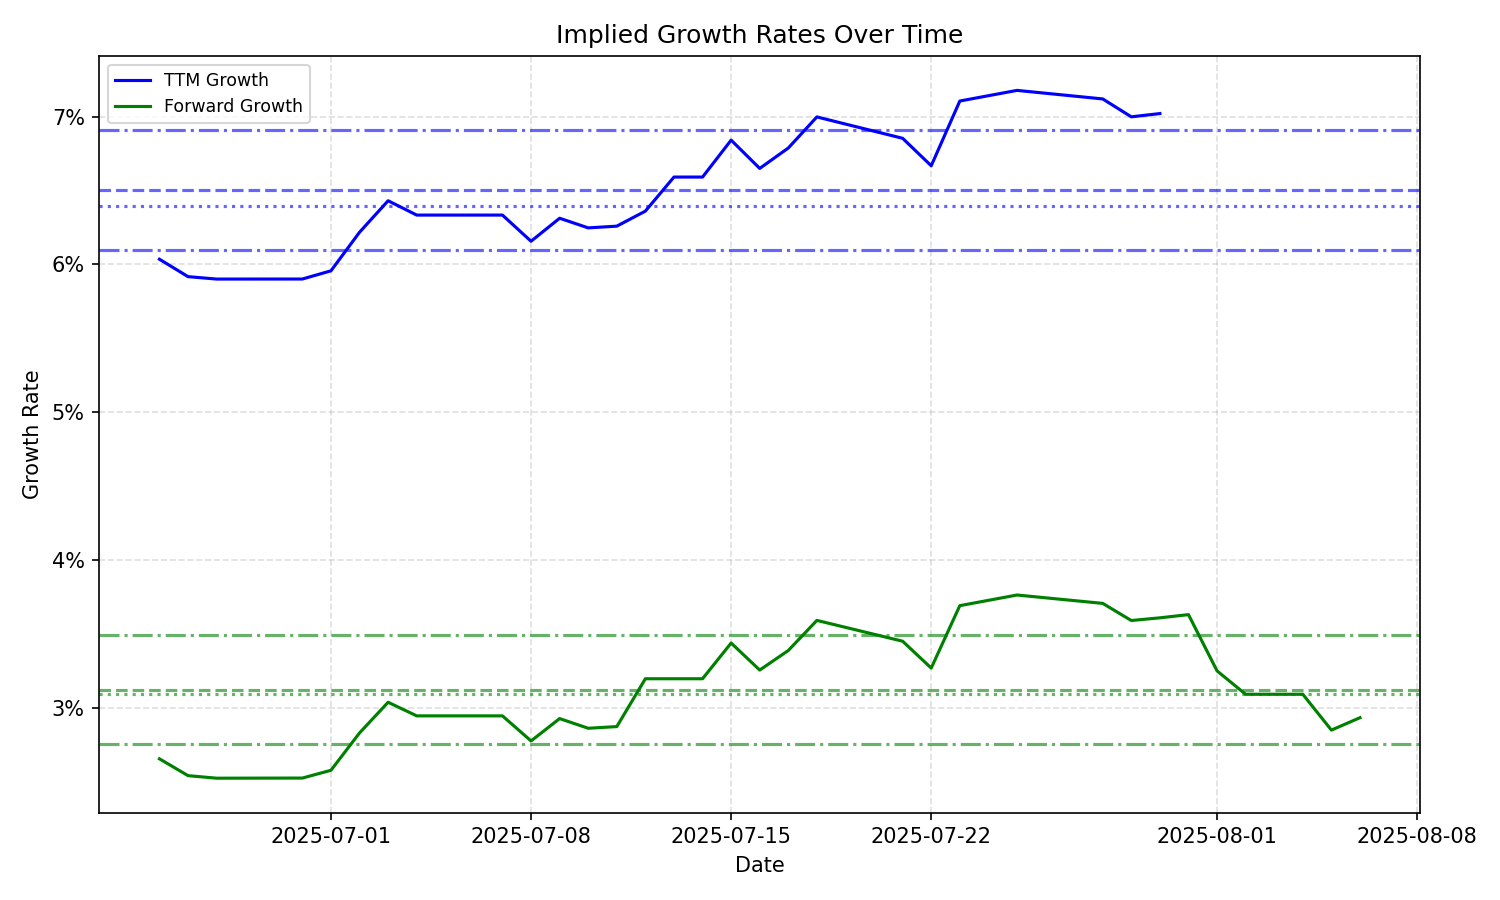 Implied Growth Rates Over Time
TTM Growth
Forward Growth
7%
6%
5%
4%
3%
Growth Rate
2025-07-01
2025-07-08
2025-07-15
2025-07-22
2025-08-01
2025-08-08
Date